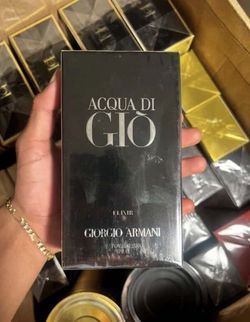 ACQUA DI
GIÒ
ELIXIR
GIORGIO ARMANI